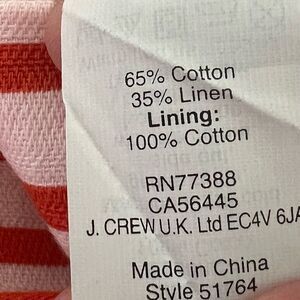 65% Cotton
35% Linen
Lining:
100% Cotton
RN77388
CA56445
J. CREW U.K. Ltd EC4V 6JA
Made in China
Style 51764